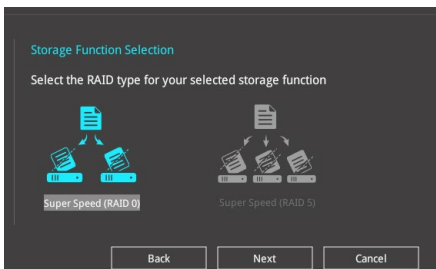 Storage Function Selection
Select the RAID type for your selected storage function
Super Speed (RAID 0)
Super Speed (RAID 5)
Back
Next
Cancel